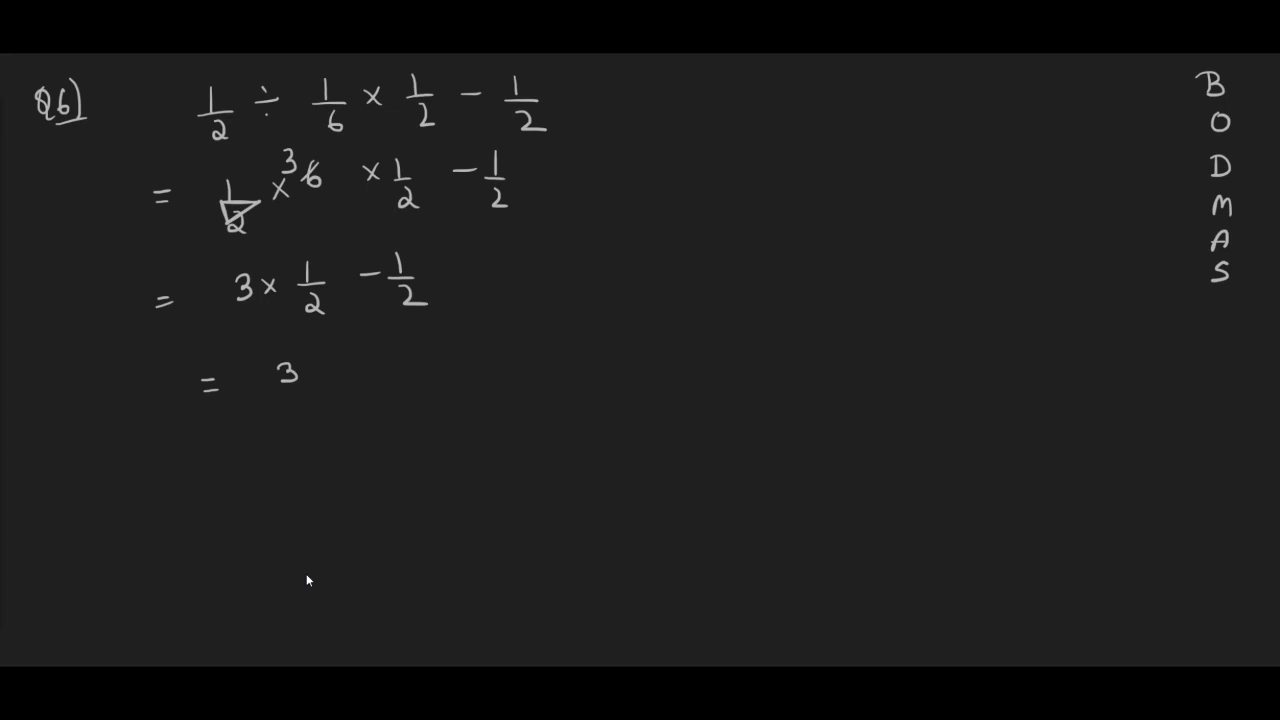 Q6) 1/2 ÷ 1/6 × 1/2 - 1/2
= 1/2 × 3 6 × 1/2 - 1/2
= 3 × 1/2 - 1/2
= 3
B
O
D
M
A
S